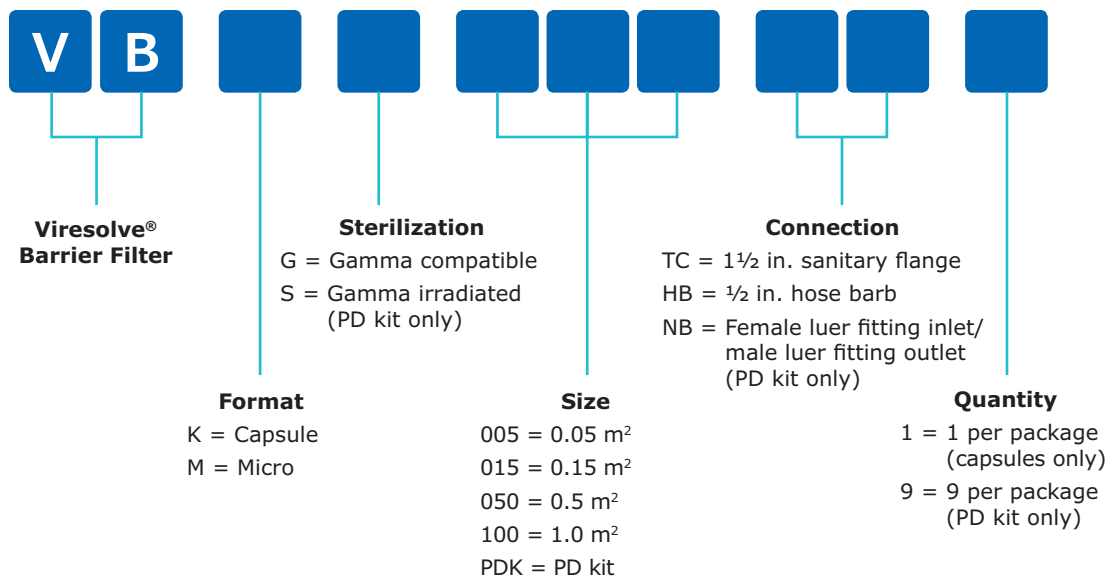 V B
Viresolve®
Barrier Filter
Sterilization
G = Gamma compatible
S = Gamma irradiated
(PD kit only)
Connection
TC = 1½ in. sanitary flange
HB = ½ in. hose barb
NB = Female luer fitting inlet/
male luer fitting outlet
(PD kit only)
Format
K = Capsule
M = Micro
Size
005 = 0.05 m²
015 = 0.15 m²
050 = 0.5 m²
100 = 1.0 m²
PDK = PD kit
Quantity
1 = 1 per package
(capsules only)
9 = 9 per package
(PD kit only)